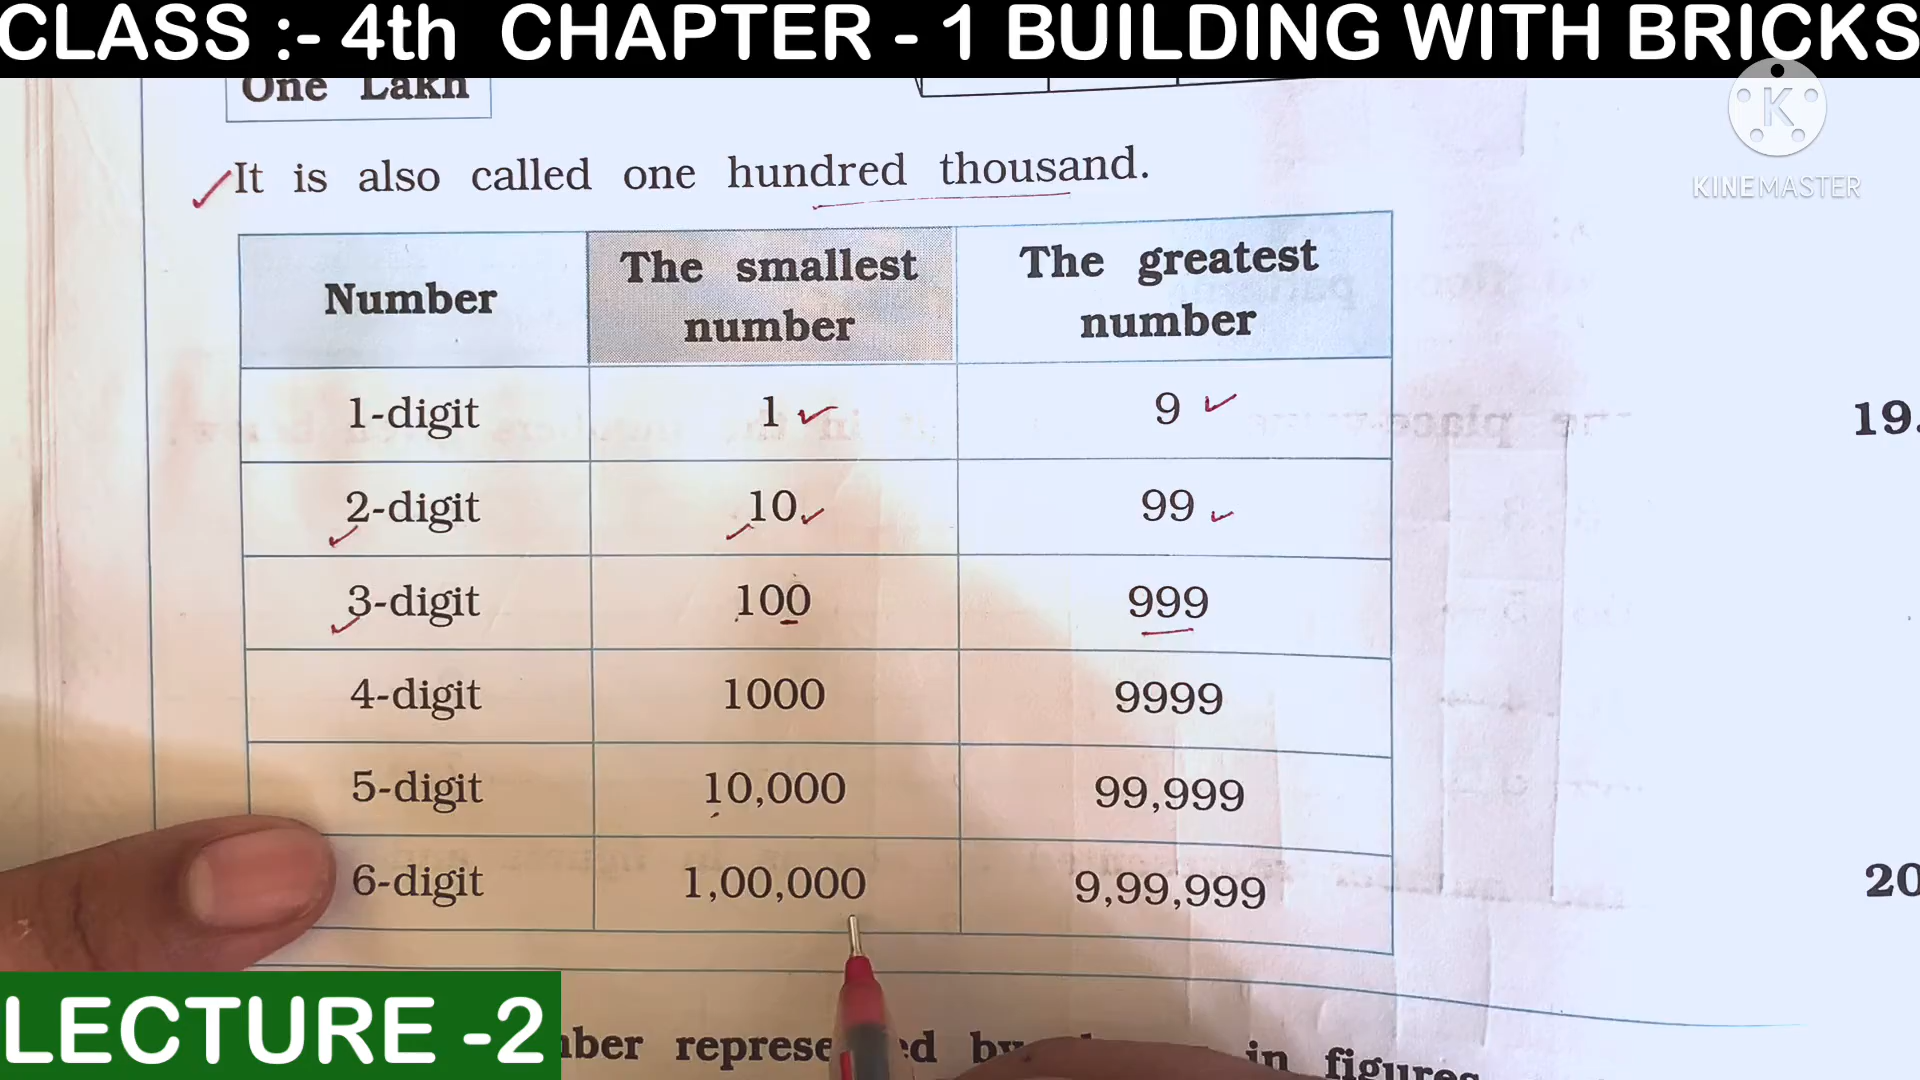 CLASS :- 4th CHAPTER - 1 BUILDING WITH BRICKS
One Lakh
KINEMASTER
It is also called one hundred thousand.
Number The smallest number The greatest number
1-digit 1 9
2-digit 10 99
3-digit 100 999
4-digit 1000 9999
5-digit 10,000 99,999
6-digit 1,00,000 9,99,999
19.
20
LECTURE -2
in figures